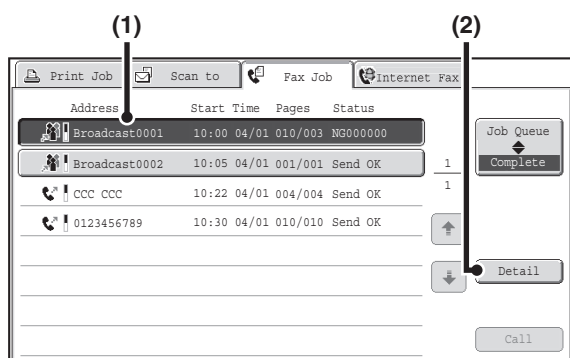 (1) (2)
Print Job Scan to Fax Job Internet Fax
Address Start Time Pages Status
Broadcast0001 10:00 04/01 010/003 NG000000
Job Queue
Complete
Broadcast0002 10:05 04/01 001/001 Send OK
1
1
CCC CCC 10:22 04/01 004/004 Send OK
0123456789 10:30 04/01 010/010 Send OK
Detail
Call